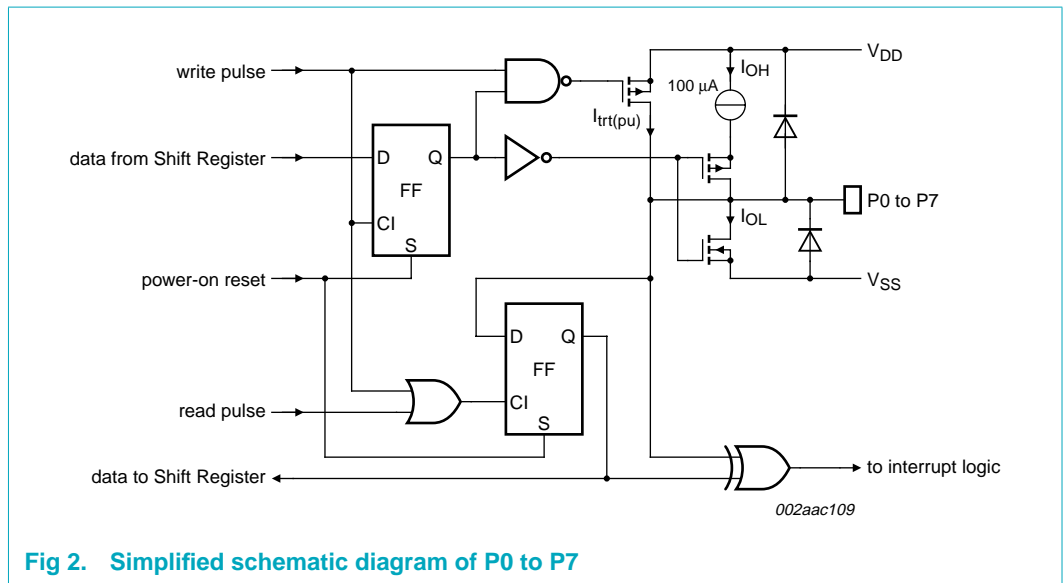 write pulse
V_DD
I_OH
100 μA
I_trt(pu)
data from Shift Register
D
Q
FF
CI
S
P0 to P7
I_OL
power-on reset
V_SS
D
Q
FF
CI
S
read pulse
data to Shift Register
to interrupt logic
002aac109
Fig 2. Simplified schematic diagram of P0 to P7